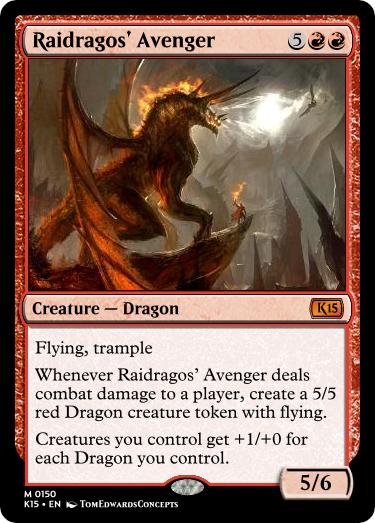 Raidragos' Avenger 5
Creature — Dragon K15
Flying, trample
Whenever Raidragos' Avenger deals
combat damage to a player, create a 5/5
red Dragon creature token with flying.
Creatures you control get +1/+0 for
each Dragon you control.
5/6
M 0150
K15 • EN TomEdwardsConcepts